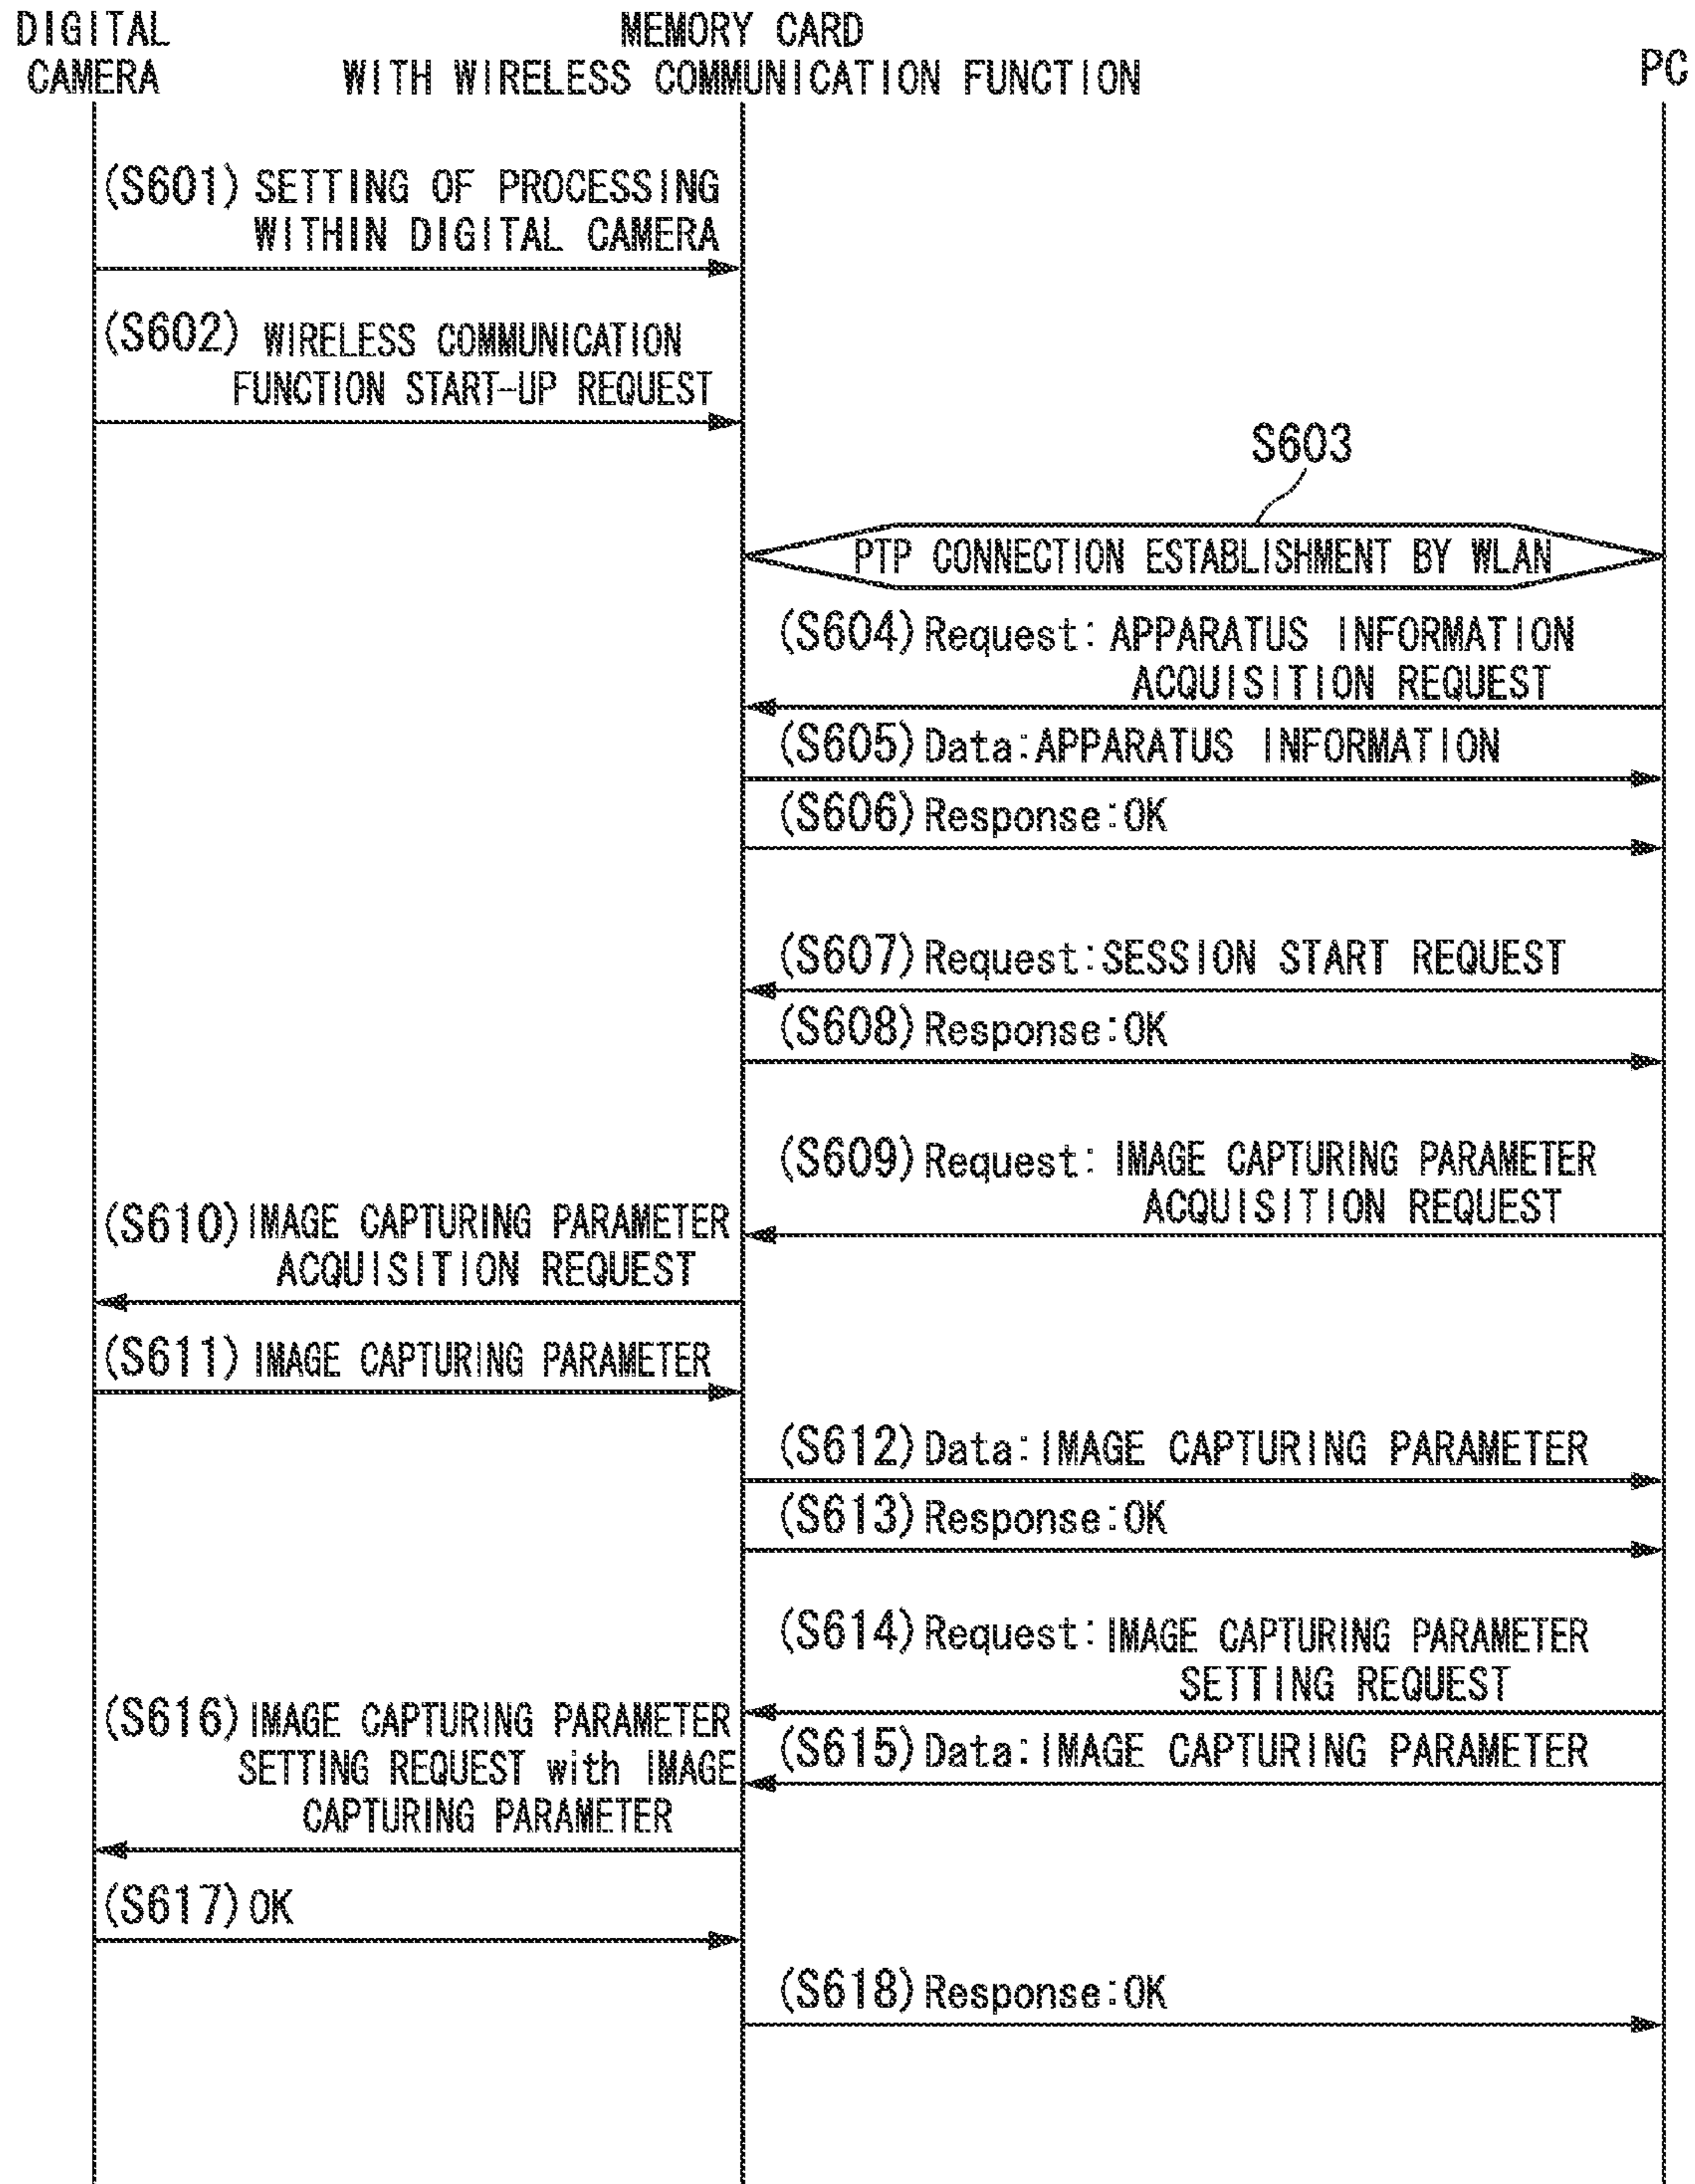 DIGITAL
CAMERA
MEMORY CARD
WITH WIRELESS COMMUNICATION FUNCTION
PC
(S601) SETTING OF PROCESSING
WITHIN DIGITAL CAMERA
(S602) WIRELESS COMMUNICATION
FUNCTION START-UP REQUEST
S603
PTP CONNECTION ESTABLISHMENT BY WLAN
(S604) Request: APPARATUS INFORMATION
ACQUISITION REQUEST
(S605) Data:APPARATUS INFORMATION
(S606) Response:OK
(S607) Request:SESSION START REQUEST
(S608) Response:OK
(S609) Request: IMAGE CAPTURING PARAMETER
ACQUISITION REQUEST
(S610) IMAGE CAPTURING PARAMETER
ACQUISITION REQUEST
(S611) IMAGE CAPTURING PARAMETER
(S612) Data:IMAGE CAPTURING PARAMETER
(S613) Response:OK
(S614) Request:IMAGE CAPTURING PARAMETER
SETTING REQUEST
(S616) IMAGE CAPTURING PARAMETER
SETTING REQUEST with IMAGE
CAPTURING PARAMETER
(S615) Data:IMAGE CAPTURING PARAMETER
(S617) OK
(S618) Response:OK